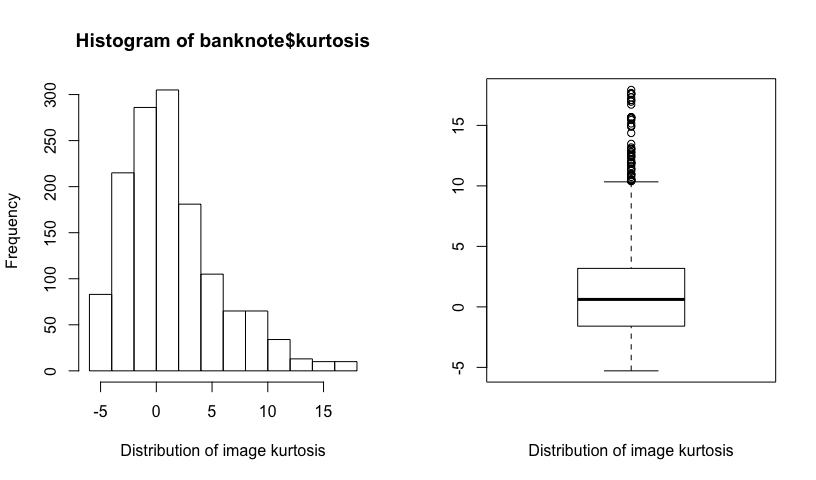 Histogram of banknote$kurtosis
Frequency
300
250
200
150
100
50
0
-5 0 5 10 15
Distribution of image kurtosis
15
10
5
0
-5
Distribution of image kurtosis